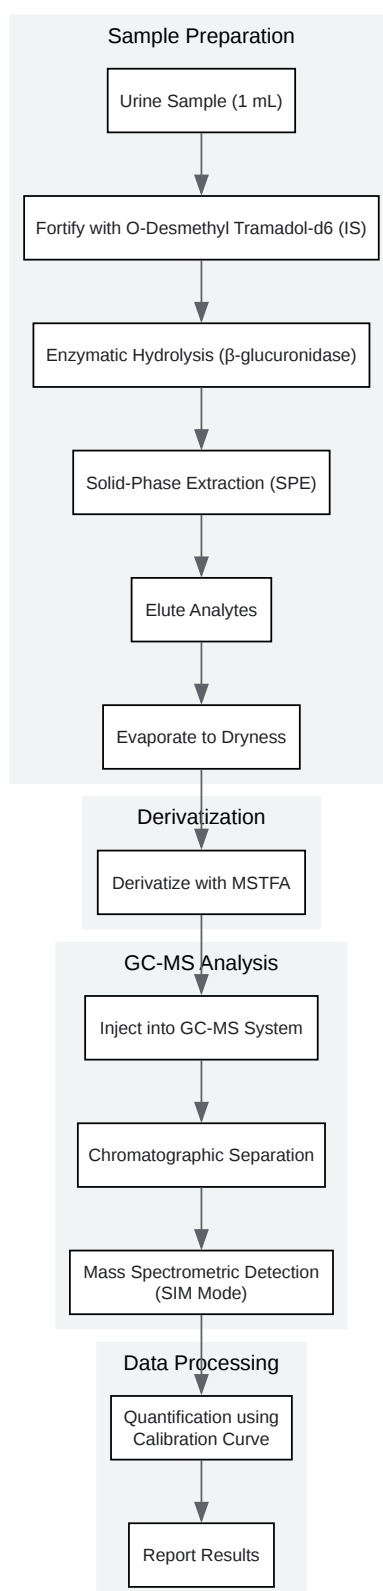 Sample Preparation
Urine Sample (1 mL)
Fortify with O-Desmethyl Tramadol-d6 (IS)
Enzymatic Hydrolysis (β-glucuronidase)
Solid-Phase Extraction (SPE)
Elute Analytes
Evaporate to Dryness
Derivatization
Derivatize with MSTFA
GC-MS Analysis
Inject into GC-MS System
Chromatographic Separation
Mass Spectrometric Detection
(SIM Mode)
Data Processing
Quantification using
Calibration Curve
Report Results